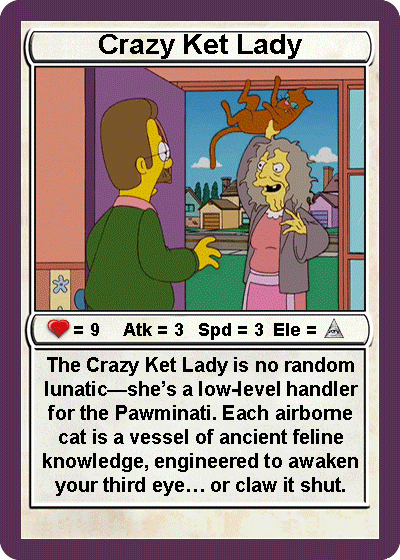 Crazy Ket Lady
= 9 Atk = 3 Spd = 3 Ele =
The Crazy Ket Lady is no random
lunatic—she's a low-level handler
for the Pawminati. Each airborne
cat is a vessel of ancient feline
knowledge, engineered to awaken
your third eye... or claw it shut.